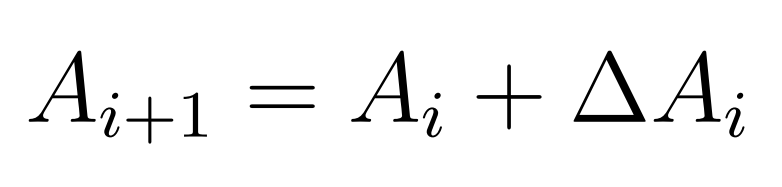 A_{i+1} = A_i + ΔA_i